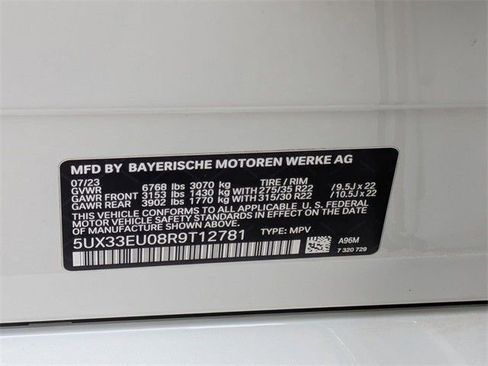 MFD BY BAYERISCHE MOTOREN WERKE AG
07/23 TIRE / RIM
GVWR 6768 lbs 3070 kg
GAWR FRONT 3153 lbs 1430 kg WITH 275/35 R22 / 9.5J x 22
GAWR REAR 3902 lbs 1770 kg WITH 315/30 R22 / 10.5J x 22
THIS VEHICLE CONFORMS TO ALL APPLICABLE U.S. FEDERAL
MOTOR VEHICLE SAFETY STANDARDS IN EFFECT ON THE
DATE OF MANUFACTURE SHOWN ABOVE.
5UX33EU08R9T12781 TYPE: MPV
A96M
7 320 729